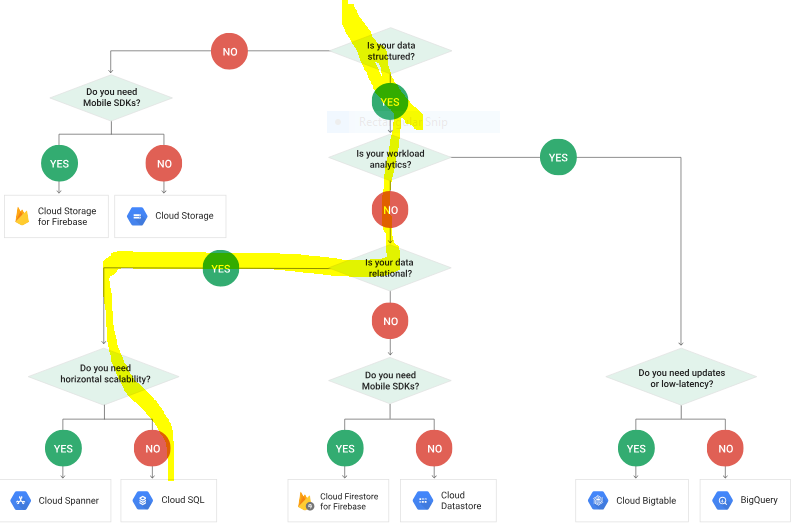 Is your data
structured?
NO
Do you need
Mobile SDKs?
YES
Is your workload
analytics?
YES
YES
NO
Cloud Storage
for Firebase
Cloud Storage
NO
Is your data
relational?
YES
NO
Do you need
horizontal scalability?
Do you need
Mobile SDKs?
Do you need updates
or low-latency?
YES
NO
YES
NO
YES
NO
Cloud Spanner
Cloud SQL
Cloud Firestore
for Firebase
Cloud
Datastore
Cloud Bigtable
BigQuery